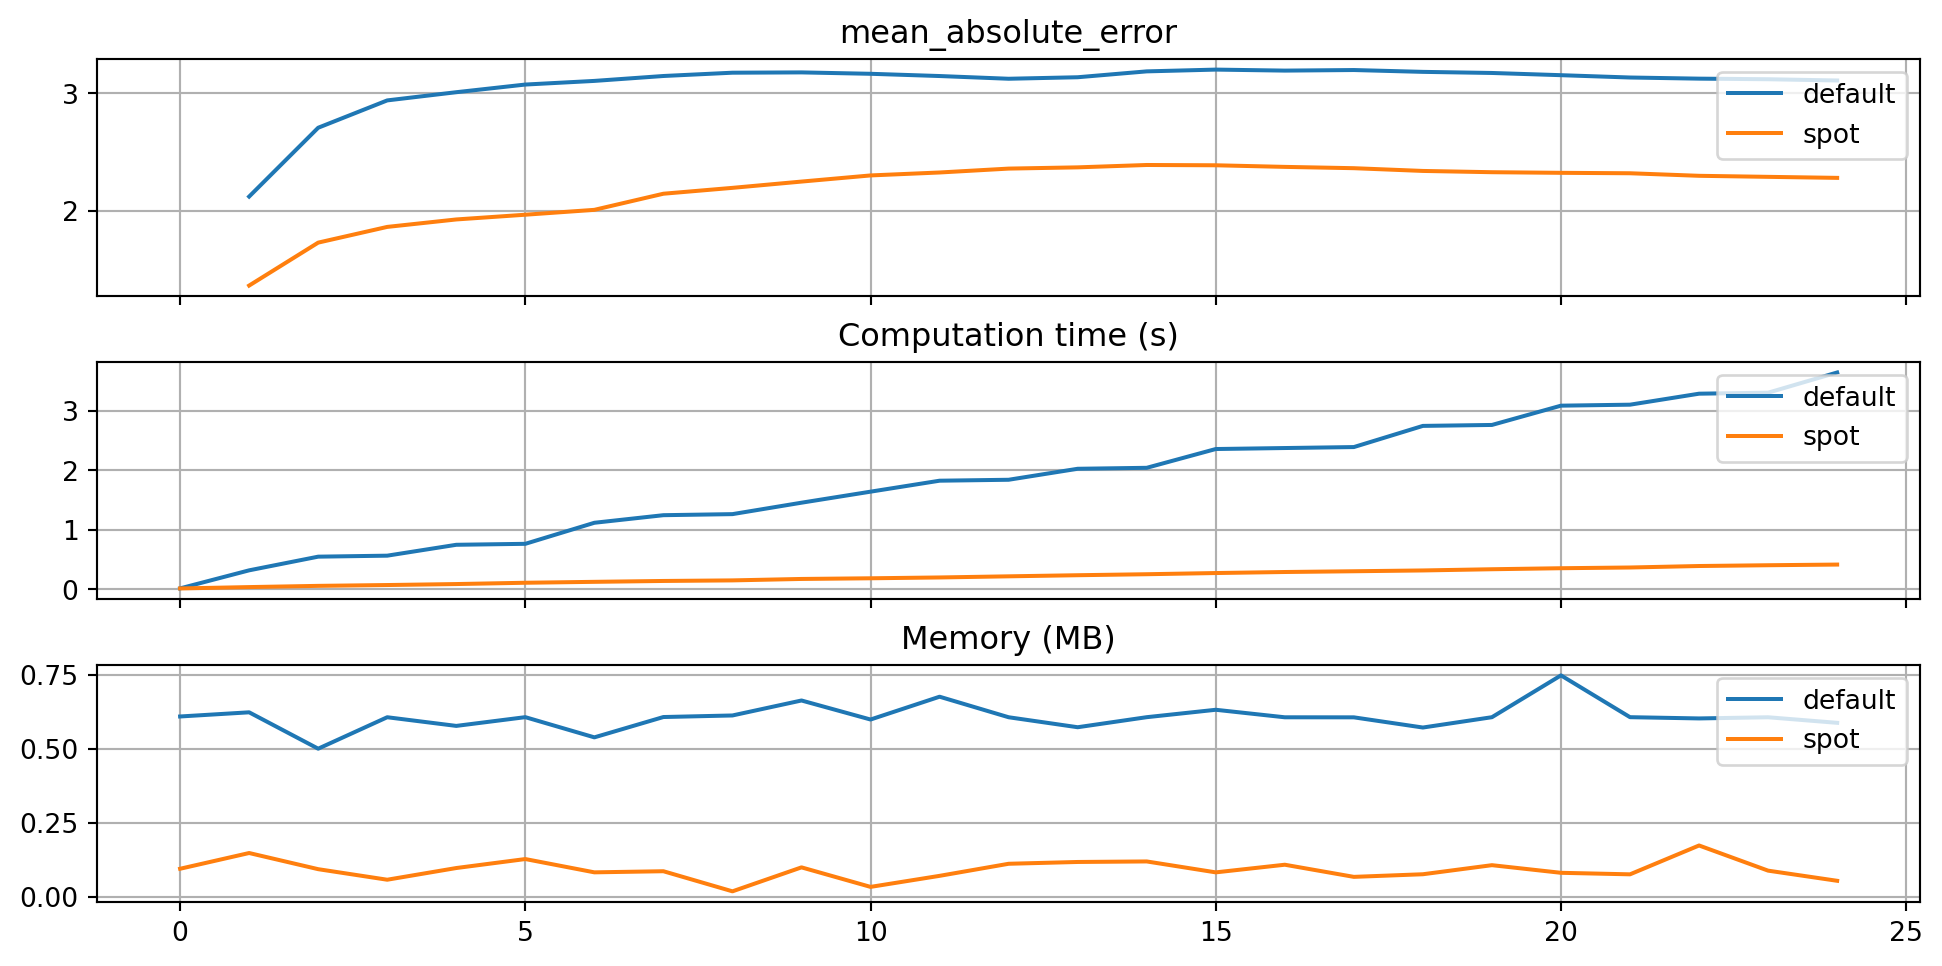 mean_absolute_error
3
2
default
spot
Computation time (s)
3
2
1
0
default
spot
Memory (MB)
0.75
0.50
0.25
0.00
default
spot
0 5 10 15 20 25